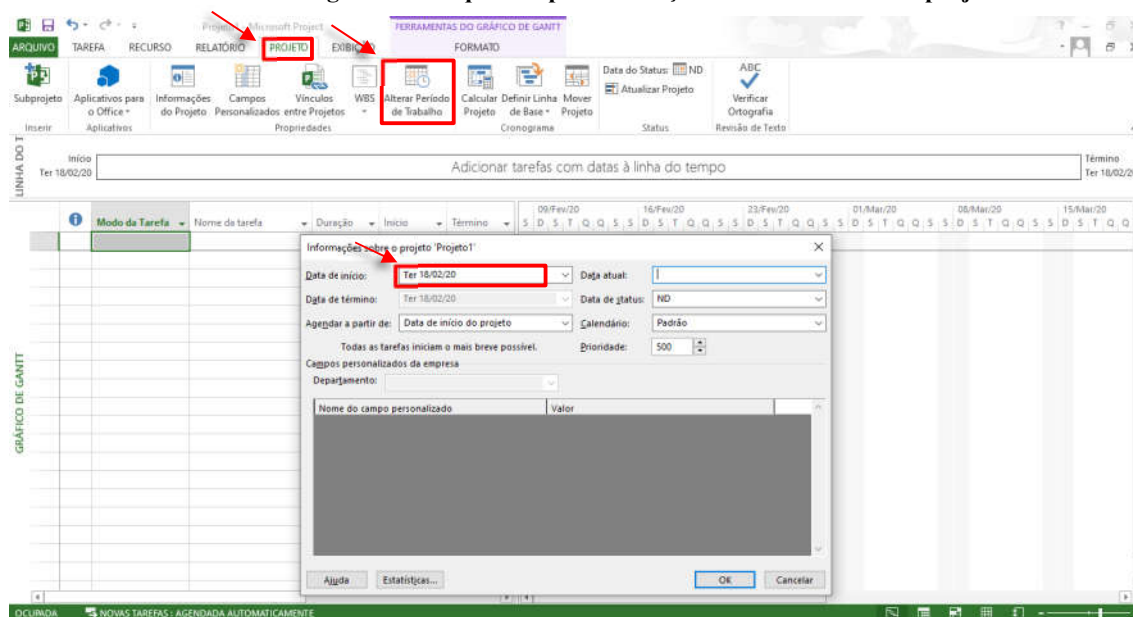 Projeto1 - Microsoft Project
FERRAMENTAS DO GRÁFICO DE GANTT
ARQUIVO TAREFA RECURSO RELATÓRIO PROJETO EXIBIÇÃO FORMATO
Subprojeto
Aplicativos para o Office
Informações do Projeto
Campos Personalizados
Vínculos entre Projetos
WBS
Alterar Período de Trabalho
Calcular Projeto
Definir Linha de Base
Mover Projeto
Data do Status: ND
Atualizar Projeto
ABC
Verificar Ortografia
Inserir Aplicativos Propriedades Cronograma Status Revisão de Texto
LINHA DO T
Início
Ter 18/02/20
Adicionar tarefas com datas à linha do tempo
Término
Ter 18/02/20
Modo da Tarefa Nome da tarefa Duração Início Término
09/Fev/20 16/Fev/20 23/Fev/20 01/Mar/20 08/Mar/20 15/Mar/20
S D S T Q Q S S D S T Q Q S S D S T Q Q S S D S T Q Q S S D S T Q Q S S D S T Q Q
GRÁFICO DE GANTT
Informações sobre o projeto 'Projeto1'
Data de início: Ter 18/02/20 Data atual:
Data de término: Ter 18/02/20 Data de status: ND
Agendar a partir de: Data de início do projeto Calendário: Padrão
Todas as tarefas iniciam o mais breve possível. Prioridade: 500
Campos personalizados da empresa
Departamento:
Nome do campo personalizado Valor
Ajuda Estatísticas... OK Cancelar
OCUPADA NOVAS TAREFAS : AGENDADA AUTOMATICAMENTE